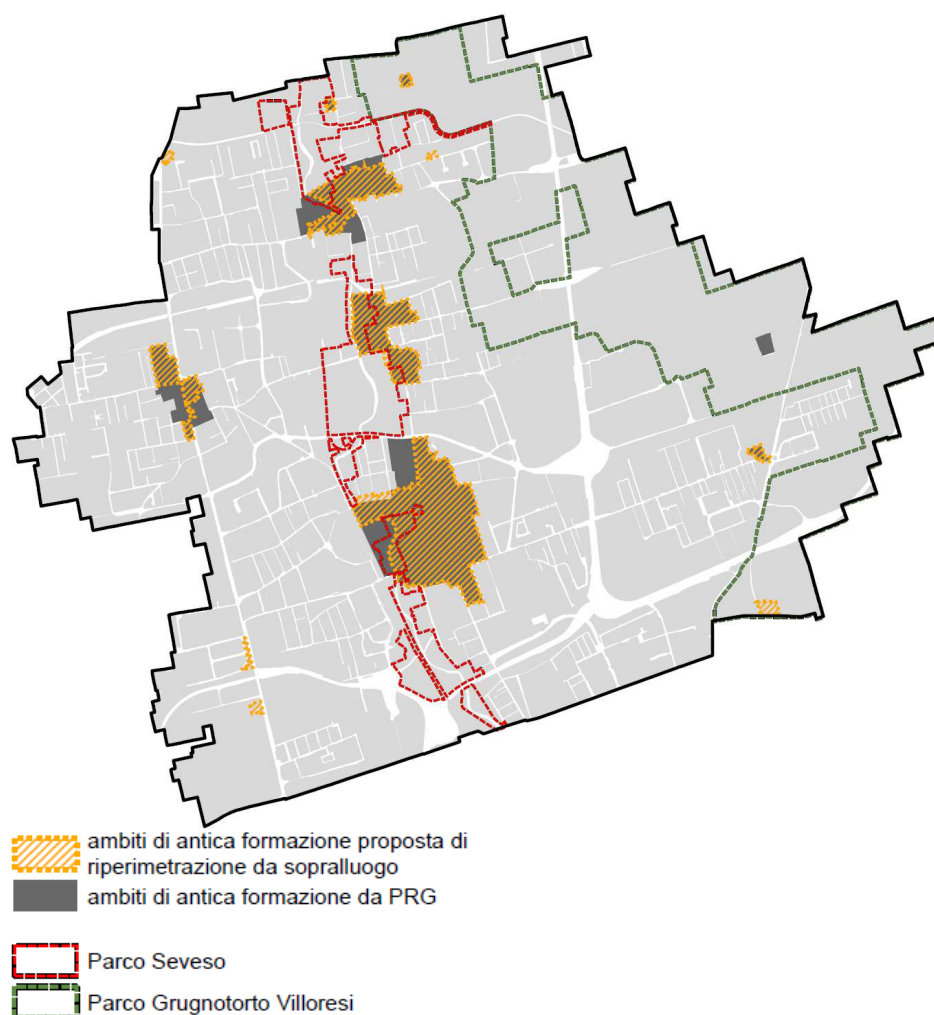 ambiti di antica formazione proposta di
riperimetrazione da sopralluogo
ambiti di antica formazione da PRG
Parco Seveso
Parco Grugnotorto Villoresi